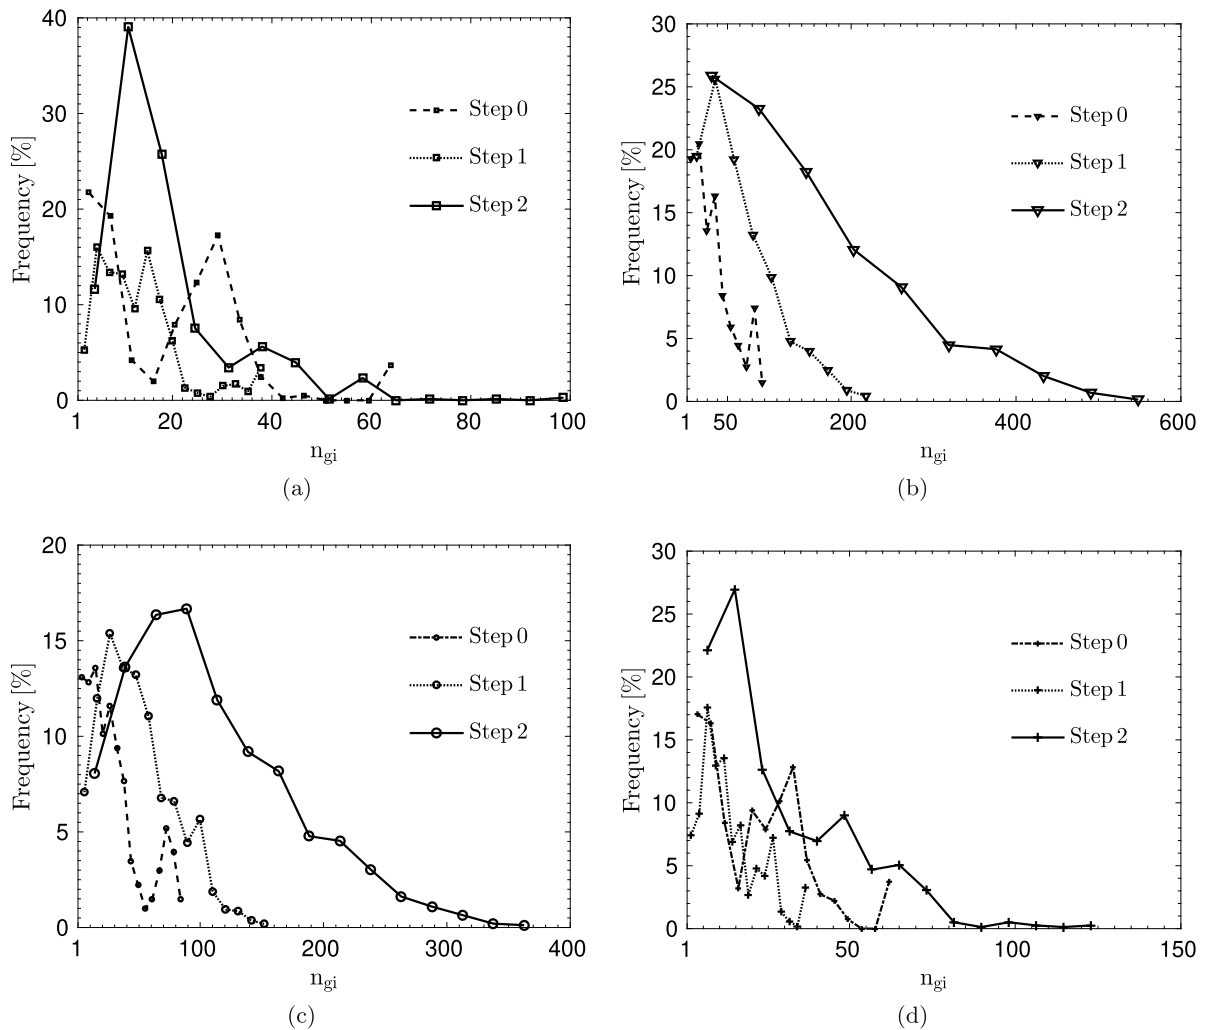 40
30
20
10
0
Frequency [%]
Step 0
Step 1
Step 2
1 20 40 60 80 100
n_gi
(a)
30
25
20
15
10
5
0
Frequency [%]
Step 0
Step 1
Step 2
1 50 200 400 600
n_gi
(b)
20
15
10
5
0
Frequency [%]
Step 0
Step 1
Step 2
1 100 200 300 400
n_gi
(c)
30
25
20
15
10
5
0
Frequency [%]
Step 0
Step 1
Step 2
1 50 100 150
n_gi
(d)